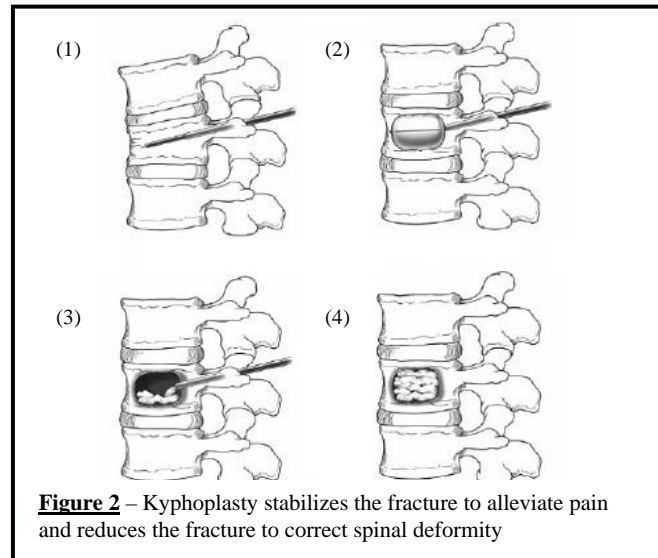 (1)
(2)
(3)
(4)
Figure 2 – Kyphoplasty stabilizes the fracture to alleviate pain
and reduces the fracture to correct spinal deformity